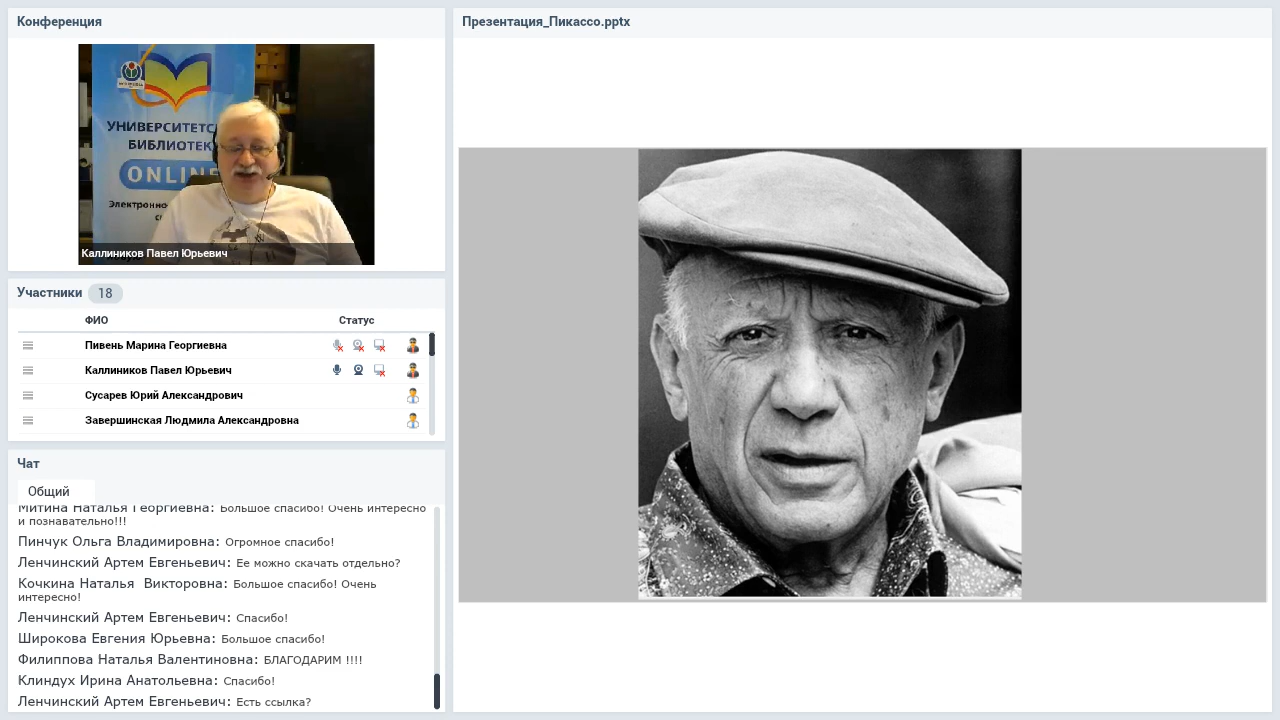 Конференция
УНИВЕРСИТЕТС
БИБЛИОТЕК
ONLINE
Электронно
Каллиников Павел Юрьевич
Участники 18
ФИО Статус
Пивень Марина Георгиевна
Каллиников Павел Юрьевич
Сусарев Юрий Александрович
Завершинская Людмила Александровна
Чат
Общий
Митина Наталья Георгиевна: Большое спасибо! Очень интересно
и познавательно!!!
Пинчук Ольга Владимировна: Огромное спасибо!
Ленчинский Артем Евгеньевич: Ее можно скачать отдельно?
Кочкина Наталья Викторовна: Большое спасибо! Очень
интересно!
Ленчинский Артем Евгеньевич: Спасибо!
Широкова Евгения Юрьевна: Большое спасибо!
Филиппова Наталья Валентиновна: БЛАГОДАРИМ !!!!
Клиндух Ирина Анатольевна: Спасибо!
Ленчинский Артем Евгеньевич: Есть ссылка?
Презентация_Пикассо.pptx